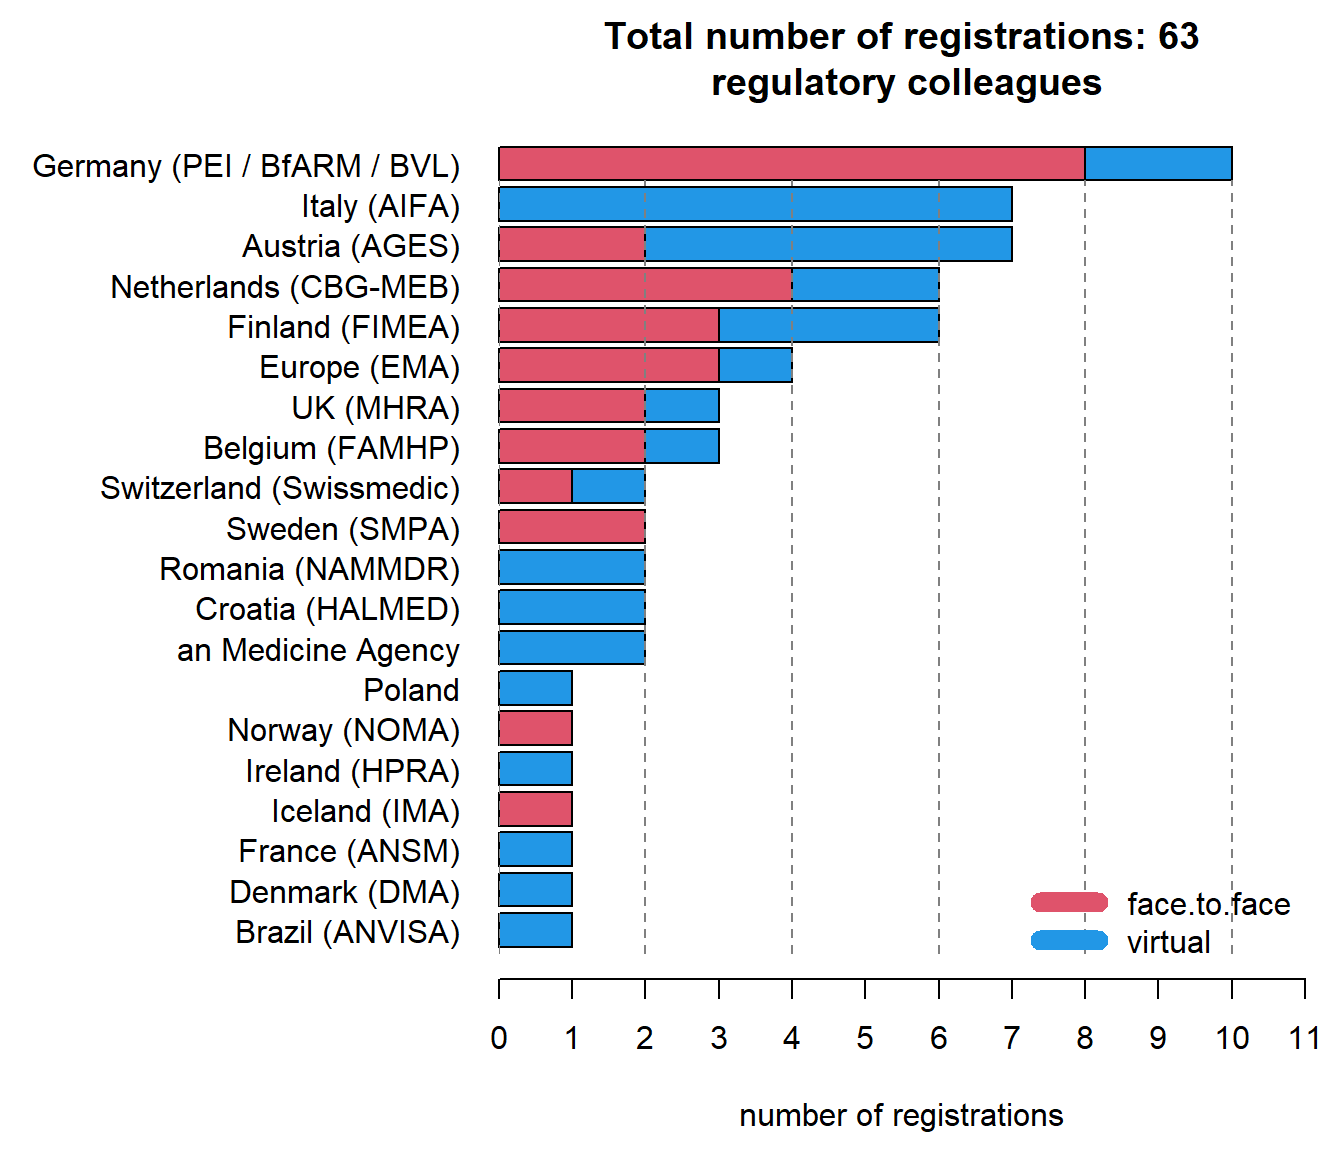 Total number of registrations: 63
regulatory colleagues
Germany (PEI / BfARM / BVL)
Italy (AIFA)
Austria (AGES)
Netherlands (CBG-MEB)
Finland (FIMEA)
Europe (EMA)
UK (MHRA)
Belgium (FAMHP)
Switzerland (Swissmedic)
Sweden (SMPA)
Romania (NAMMDR)
Croatia (HALMED)
an Medicine Agency
Poland
Norway (NOMA)
Ireland (HPRA)
Iceland (IMA)
France (ANSM)
Denmark (DMA)
Brazil (ANVISA)
face.to.face
virtual
0 1 2 3 4 5 6 7 8 9 10 11
number of registrations